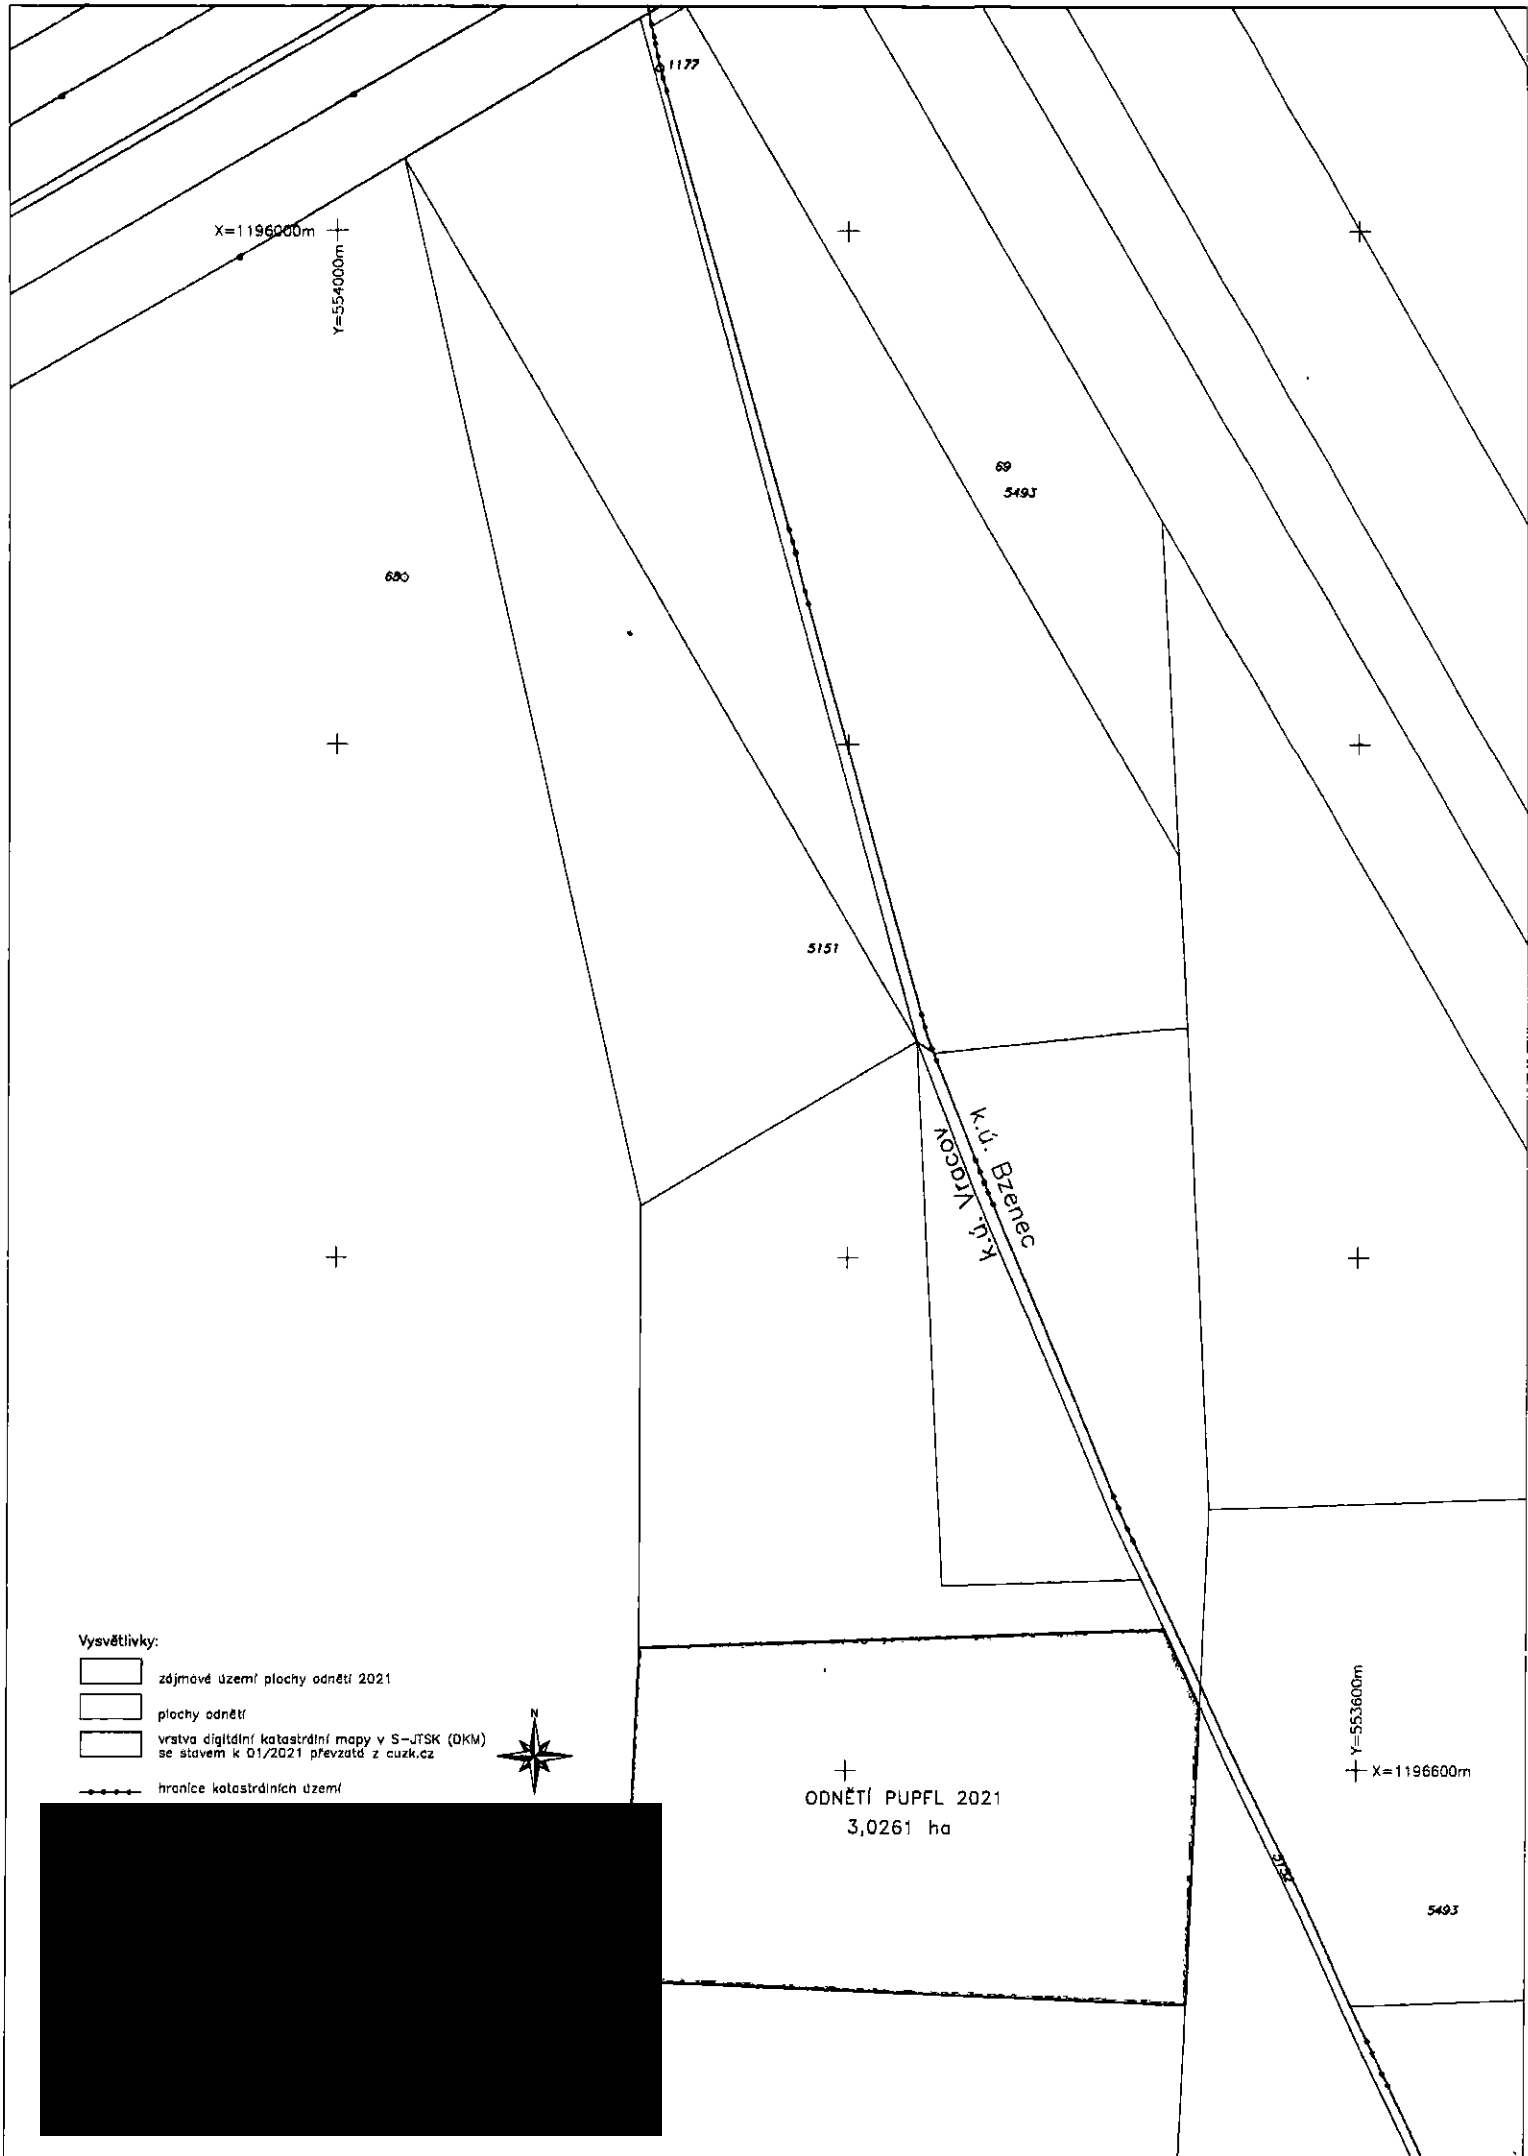 1177
X=1196000m
Y=554000m
69
5493
680
5151
k.ú. Bzenec
k.ú. Vracov
Vysvětlivky:
zájmové území plochy odnětí 2021
plochy odnětí
vrstva digitální katastrální mapy v S-JTSK (DKM)
se stavem k 01/2021 převzatá z cuzk.cz
hranice katastrálních území
N
Y=553600m
X=1196600m
ODNĚTÍ PUPFL 2021
3,0261 ha
5152
5493